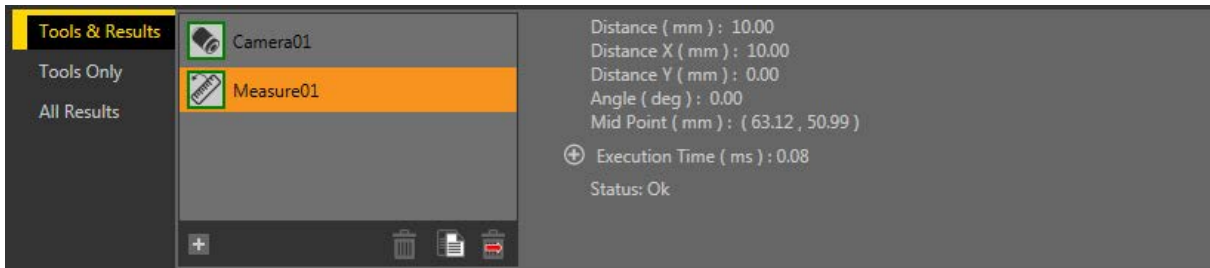 Tools & Results
Tools Only
All Results
Camera01
Measure01
Distance ( mm ) : 10.00
Distance X ( mm ) : 10.00
Distance Y ( mm ) : 0.00
Angle ( deg ) : 0.00
Mid Point ( mm ) : ( 63.12 , 50.99 )
Execution Time ( ms ) : 0.08
Status: Ok